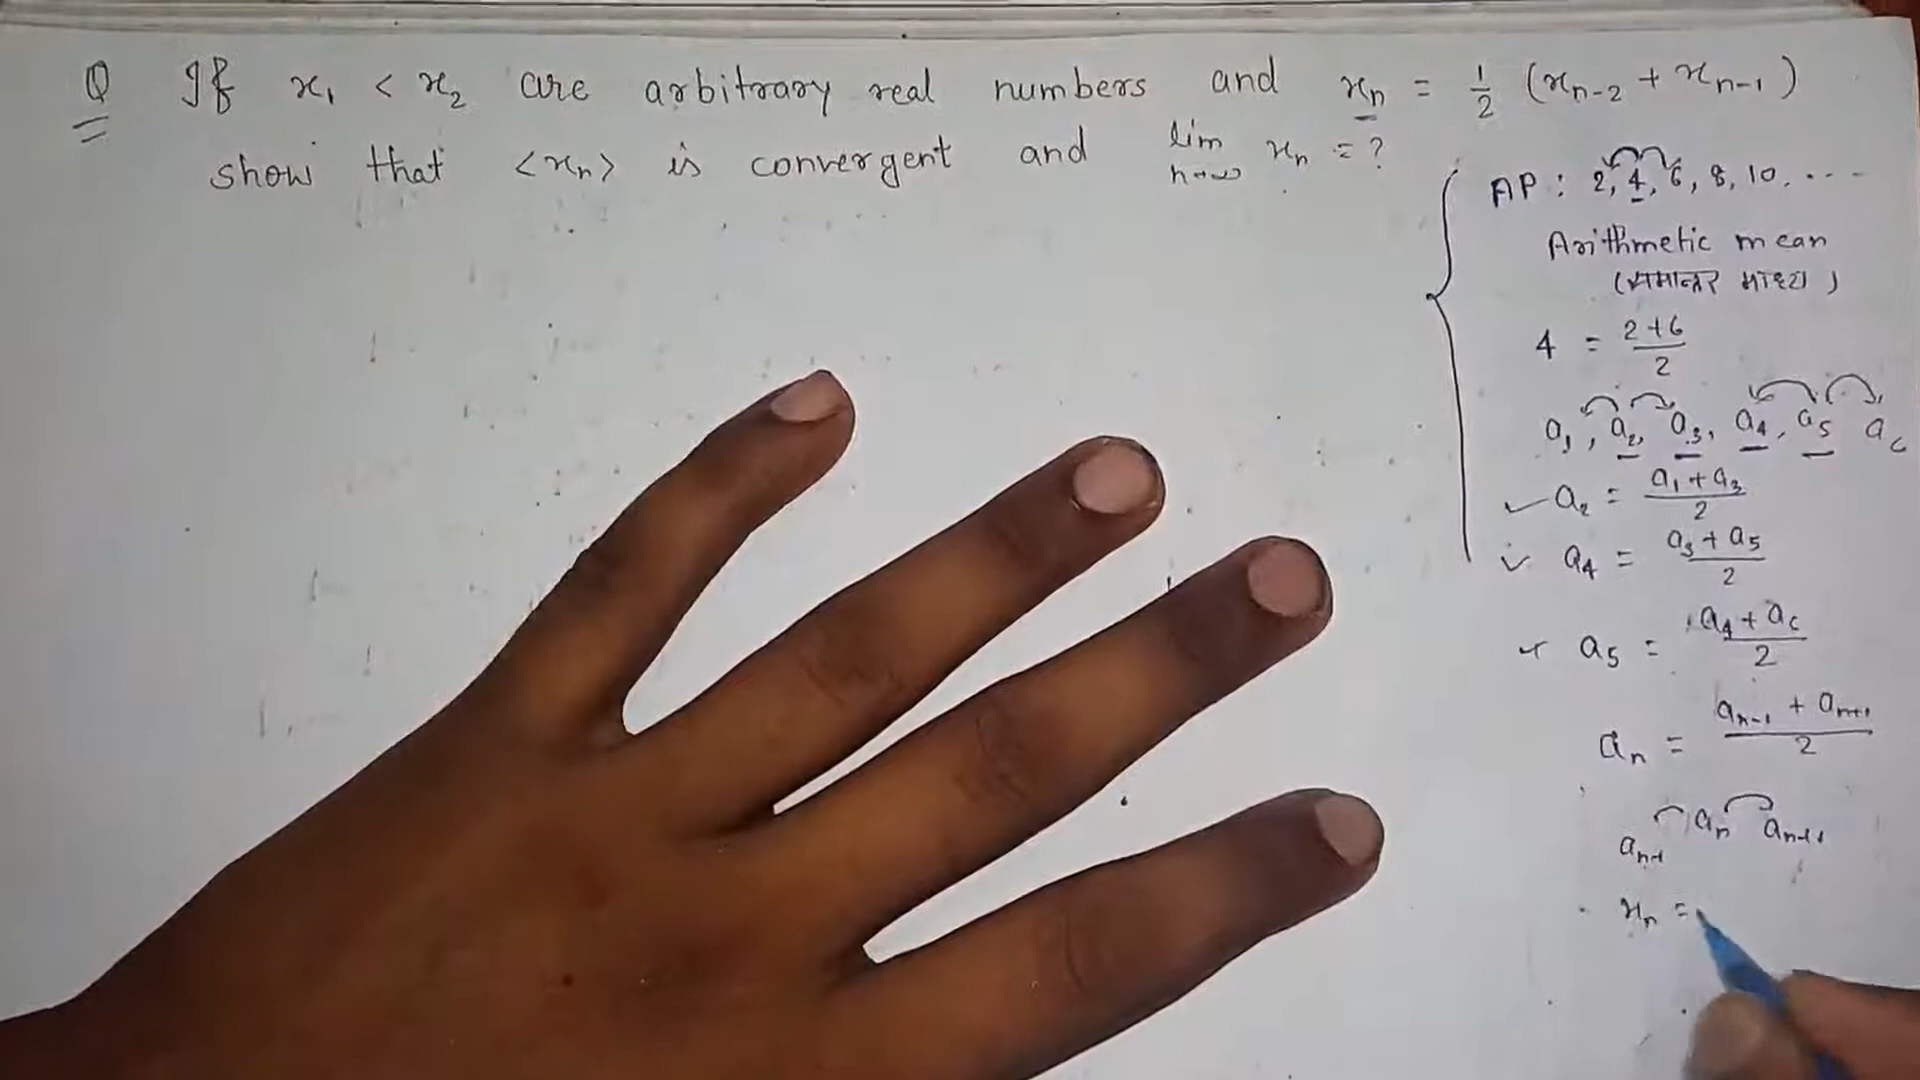 Q If x₁ < x₂ are arbitrary real numbers and xₙ = 1/2 (xₙ₋₂ + xₙ₋₁)
show that <xₙ> is convergent and lim n→∞ xₙ = ?
AP : 2, 4, 6, 8, 10, ....
Arithmetic mean
(समान्तर माध्य)
4 = (2+6)/2
a₁, a₂, a₃, a₄, a₅ a₆
✓ a₂ = (a₁ + a₃)/2
✓ a₄ = (a₃ + a₅)/2
✓ a₅ = (a₄ + a₆)/2
aₙ = (aₙ₋₁ + aₙ₊₁)/2
aₙ₋₁ aₙ aₙ₊₁
xₙ =